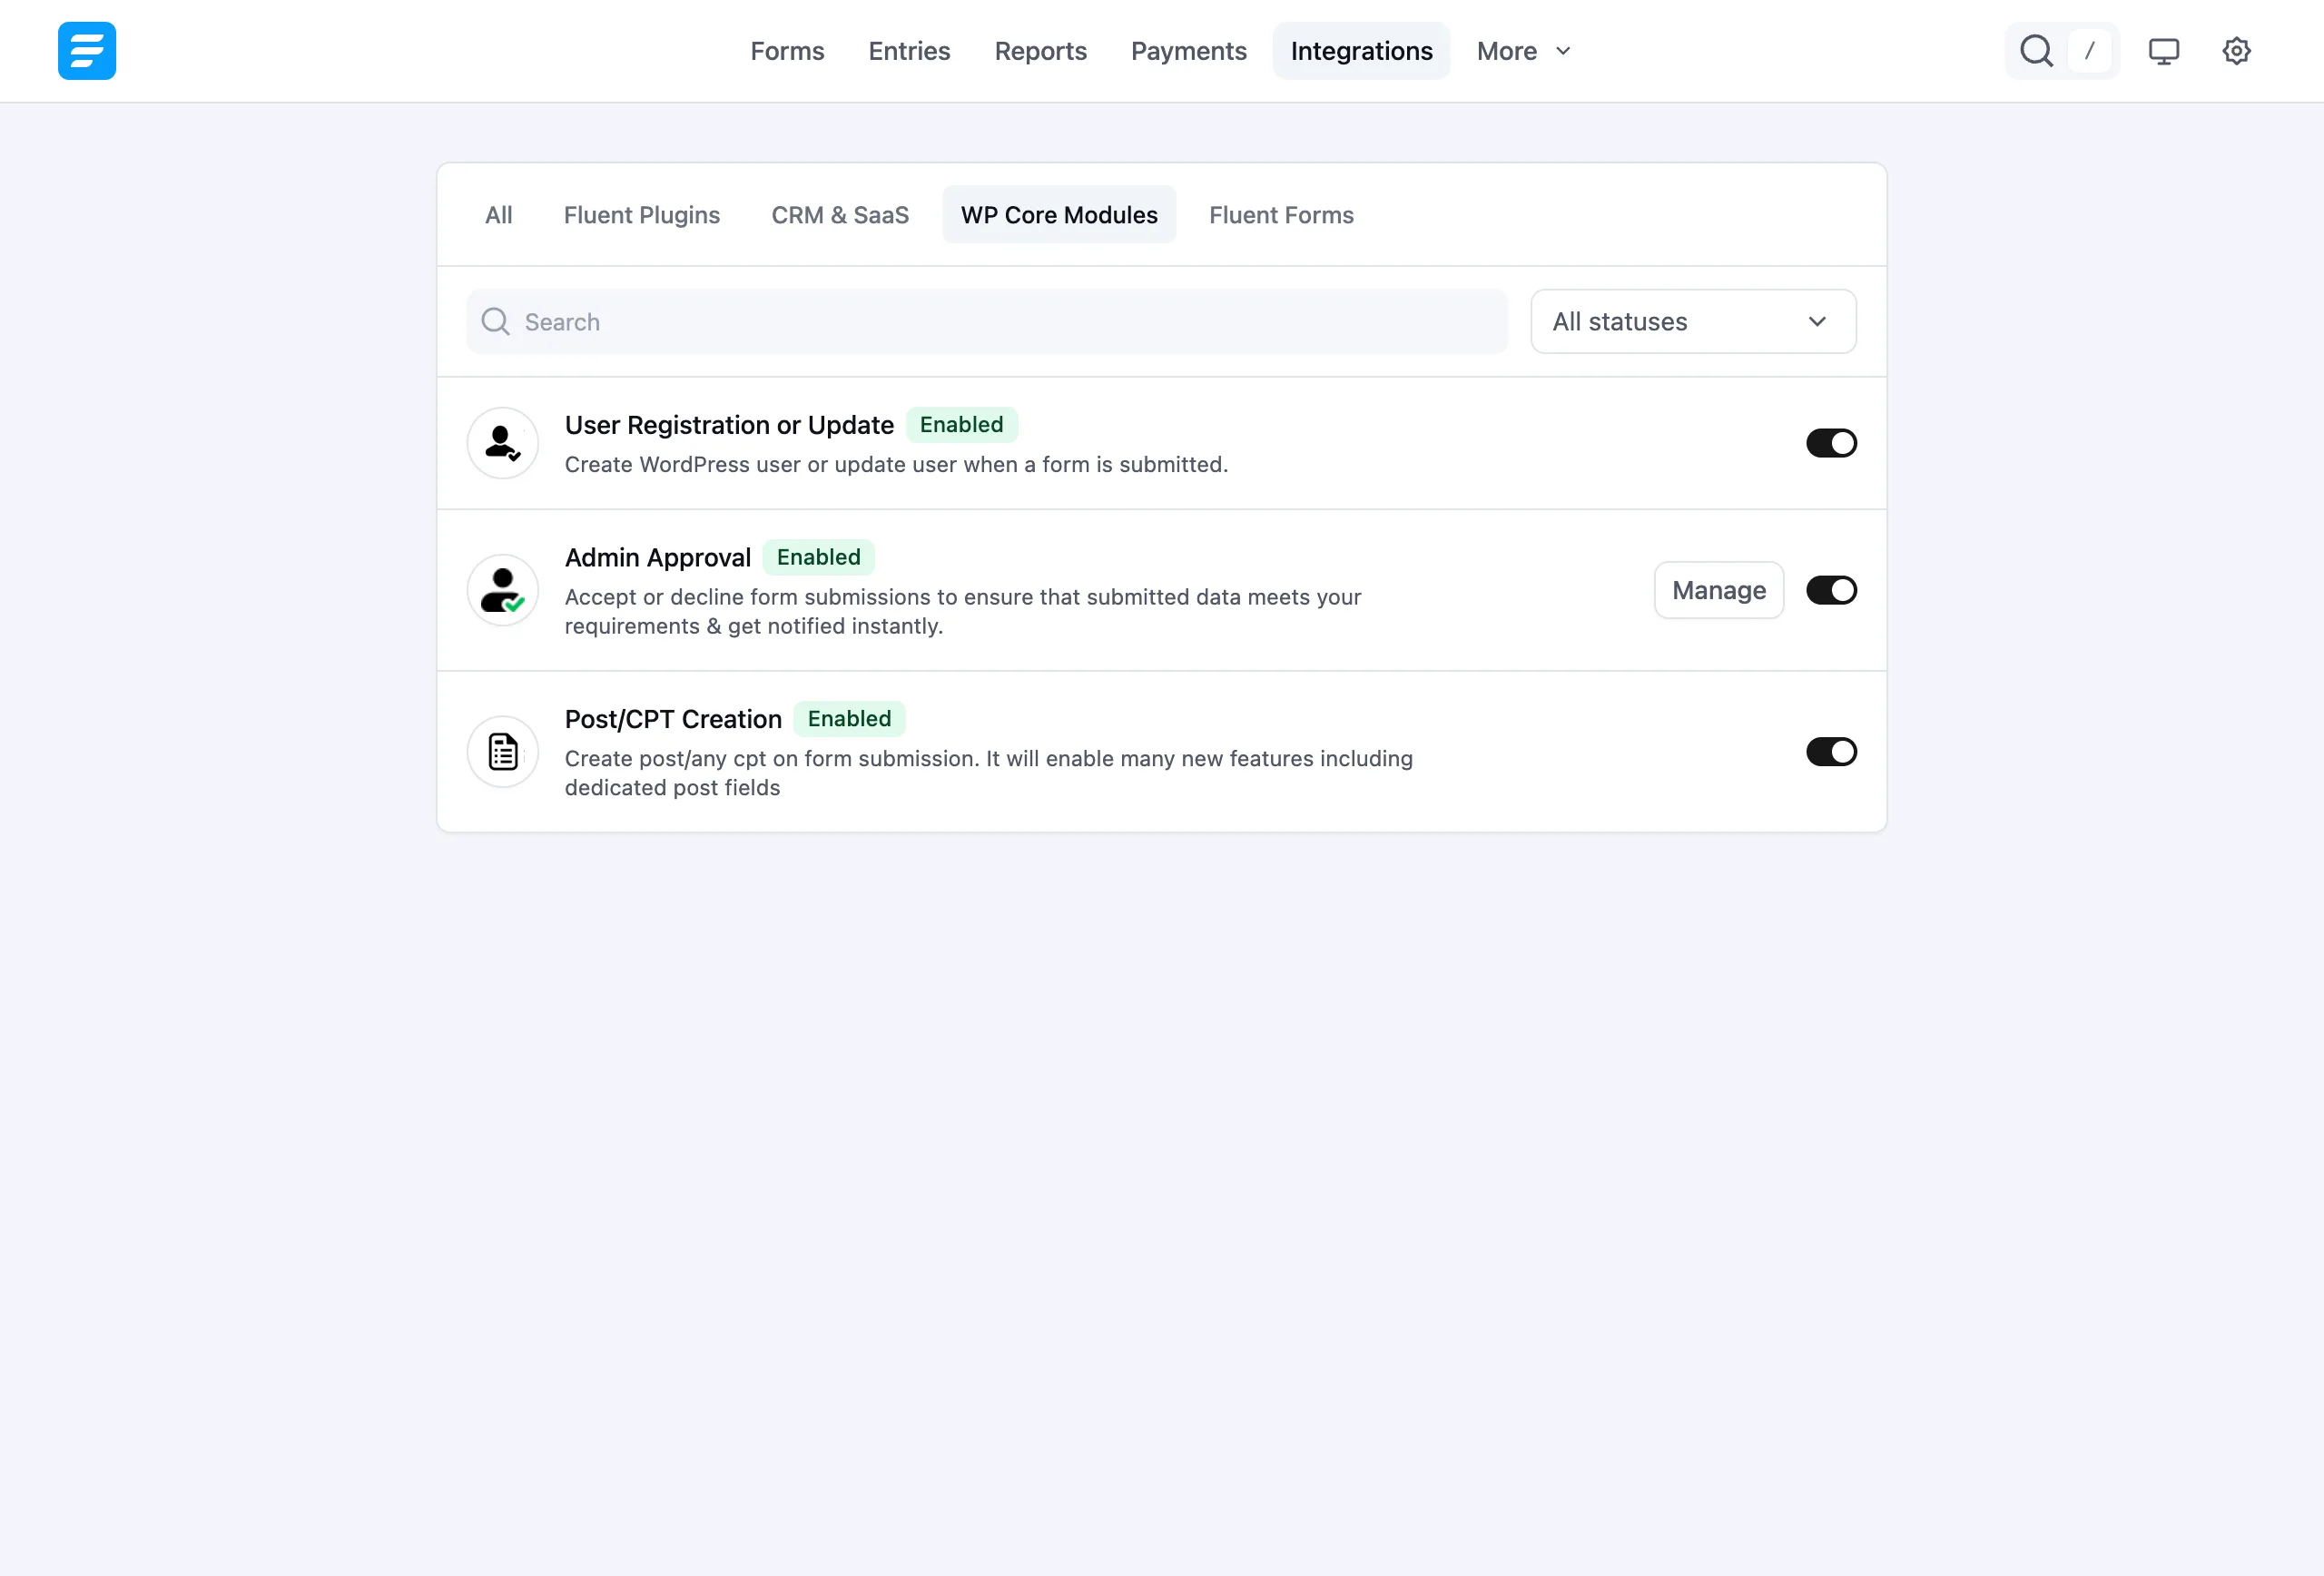 Forms Entries Reports Payments Integrations More /
All Fluent Plugins CRM & SaaS WP Core Modules Fluent Forms
Search All statuses
User Registration or Update Enabled
Create WordPress user or update user when a form is submitted.
Admin Approval Enabled
Accept or decline form submissions to ensure that submitted data meets your
requirements & get notified instantly.
Manage
Post/CPT Creation Enabled
Create post/any cpt on form submission. It will enable many new features including
dedicated post fields